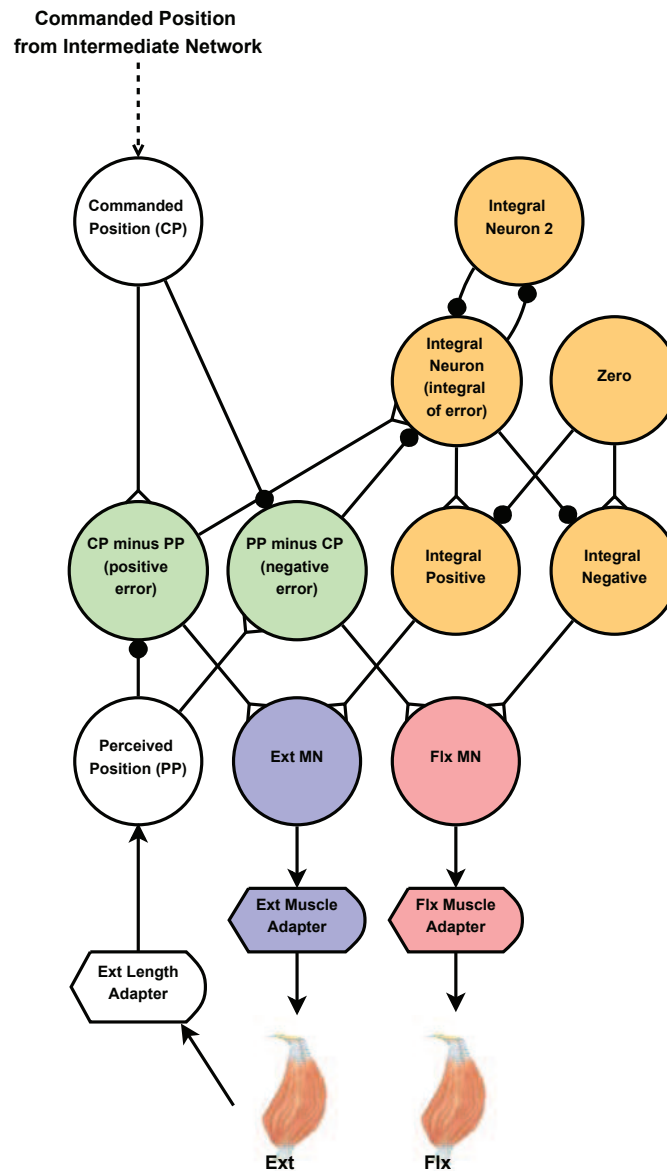 Commanded Position
from Intermediate Network
Commanded
Position (CP)
Integral
Neuron 2
Integral
Neuron
(integral
of error)
Zero
CP minus PP
(positive
error)
PP minus CP
(negative
error)
Integral
Positive
Integral
Negative
Perceived
Position (PP)
Ext MN
Flx MN
Ext Muscle
Adapter
Flx Muscle
Adapter
Ext Length
Adapter
Ext
Flx